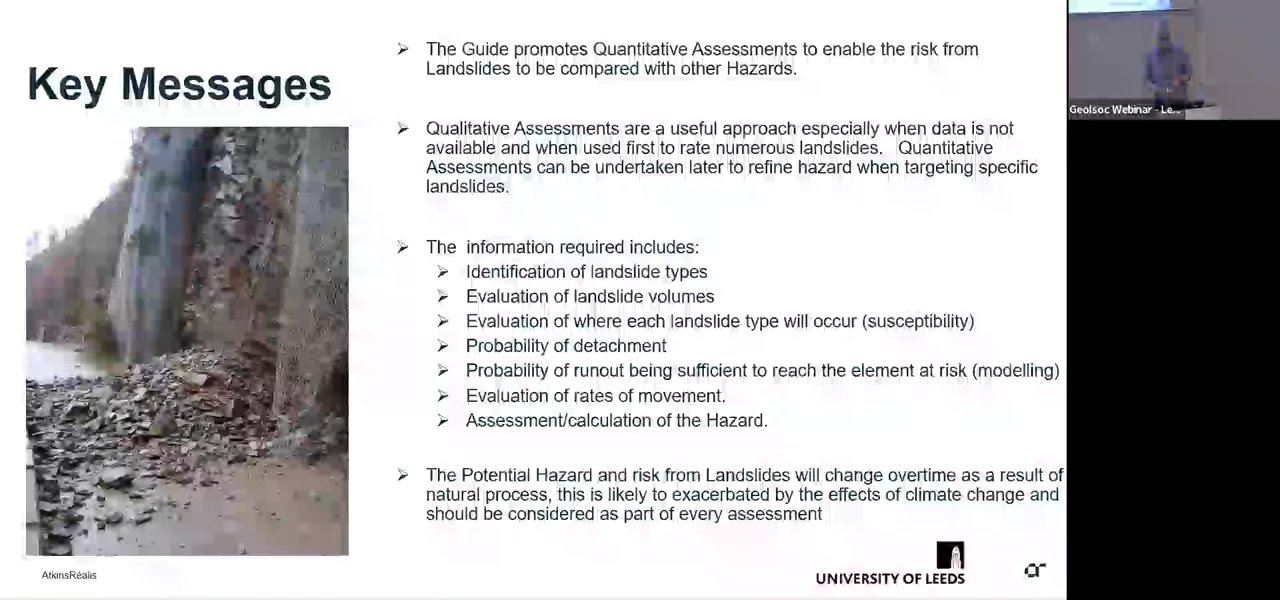 Key Messages
➢ The Guide promotes Quantitative Assessments to enable the risk from
Landslides to be compared with other Hazards.
➢ Qualitative Assessments are a useful approach especially when data is not
available and when used first to rate numerous landslides. Quantitative
Assessments can be undertaken later to refine hazard when targeting specific
landslides.
➢ The information required includes:
➢ Identification of landslide types
➢ Evaluation of landslide volumes
➢ Evaluation of where each landslide type will occur (susceptibility)
➢ Probability of detachment
➢ Probability of runout being sufficient to reach the element at risk (modelling)
➢ Evaluation of rates of movement.
➢ Assessment/calculation of the Hazard.
➢ The Potential Hazard and risk from Landslides will change overtime as a result of
natural process, this is likely to exacerbated by the effects of climate change and
should be considered as part of every assessment
AtkinsRéalis
UNIVERSITY OF LEEDS
Geolsoc Webinar - Le...